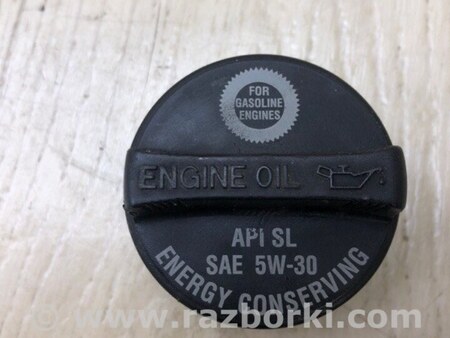 FOR
GASOLINE
ENGINES
ENGINE OIL
API SL
SAE 5W-30
ENERGY CONSERVING
© www.razborki.com